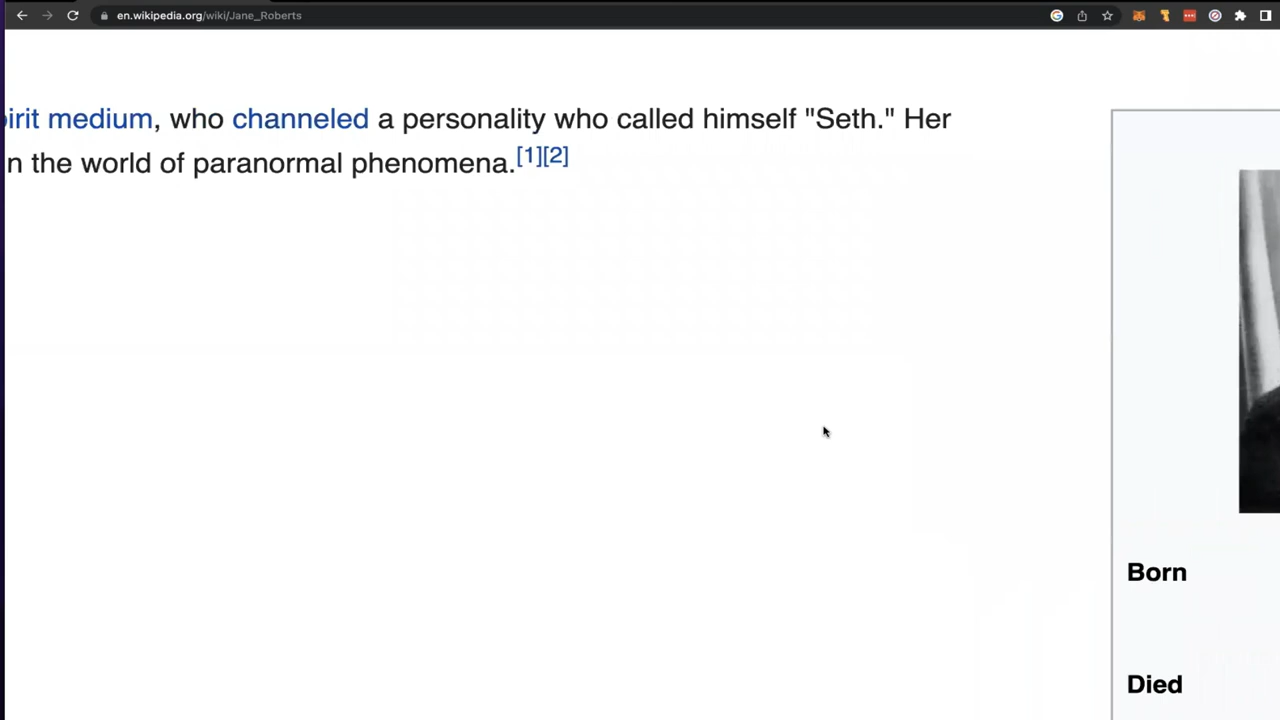 en.wikipedia.org/wiki/Jane_Roberts
irit medium, who channeled a personality who called himself "Seth." Her
n the world of paranormal phenomena.[1][2]
Born
Died